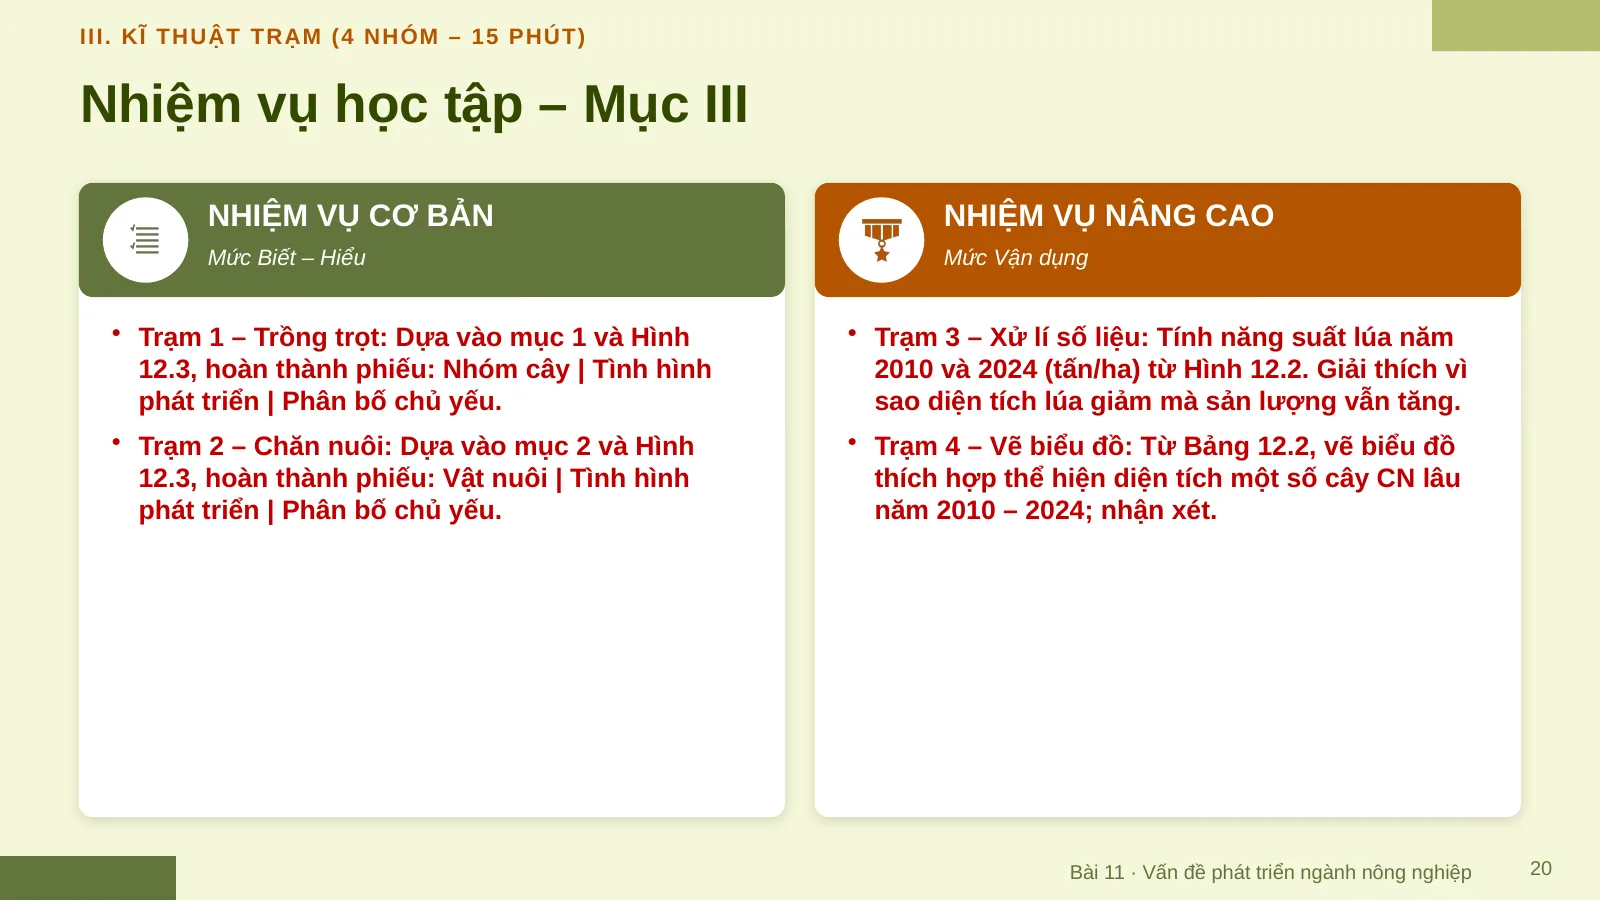 III. KĨ THUẬT TRẠM (4 NHÓM – 15 PHÚT)
Nhiệm vụ học tập – Mục III
NHIỆM VỤ CƠ BẢN
Mức Biết – Hiểu
• Trạm 1 – Trồng trọt: Dựa vào mục 1 và Hình
12.3, hoàn thành phiếu: Nhóm cây | Tình hình
phát triển | Phân bố chủ yếu.
• Trạm 2 – Chăn nuôi: Dựa vào mục 2 và Hình
12.3, hoàn thành phiếu: Vật nuôi | Tình hình
phát triển | Phân bố chủ yếu.
NHIỆM VỤ NÂNG CAO
Mức Vận dụng
• Trạm 3 – Xử lí số liệu: Tính năng suất lúa năm
2010 và 2024 (tấn/ha) từ Hình 12.2. Giải thích vì
sao diện tích lúa giảm mà sản lượng vẫn tăng.
• Trạm 4 – Vẽ biểu đồ: Từ Bảng 12.2, vẽ biểu đồ
thích hợp thể hiện diện tích một số cây CN lâu
năm 2010 – 2024; nhận xét.
Bài 11 · Vấn đề phát triển ngành nông nghiệp
20